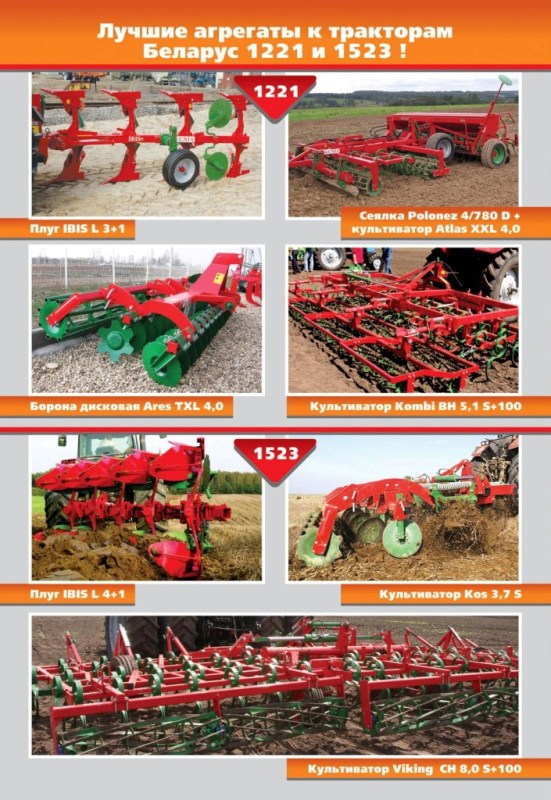 Лучшие агрегаты к тракторам
Беларус 1221 и 1523 !
1221
Плуг IBIS L 3+1
Сеялка Polonez 4/780 D +
культиватор Atlas XXL 4,0
Борона дисковая Ares TXL 4,0
Культиватор Kombi BH 5,1 S+100
1523
Плуг IBIS L 4+1
Культиватор Kos 3,7 S
Культиватор Viking CH 8,0 S+100